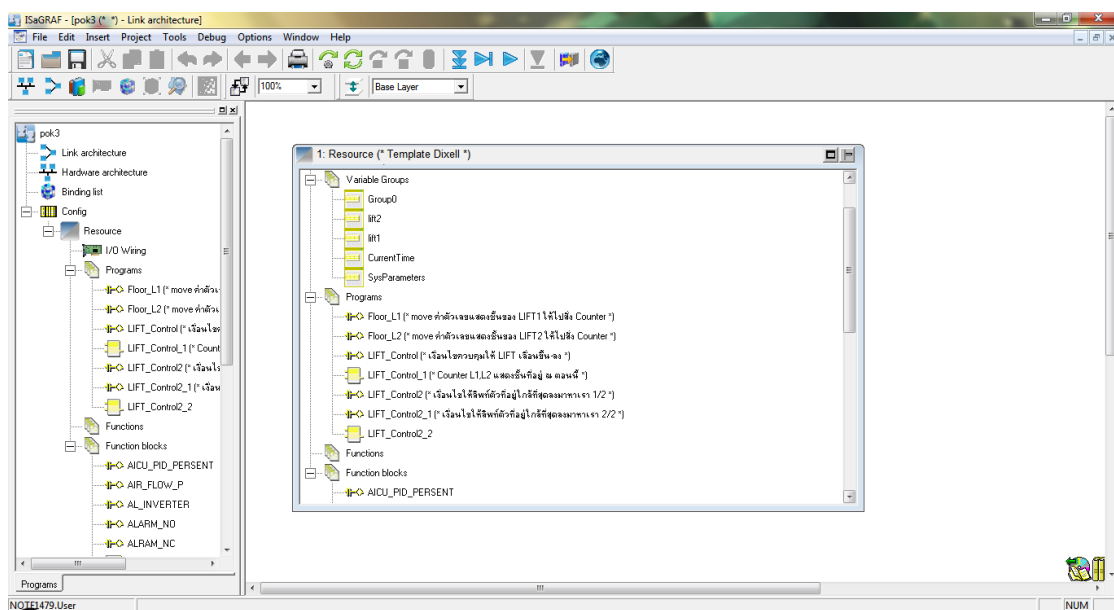 ISaGRAF - [pok3 (* *) - Link architecture]
File Edit Insert Project Tools Debug Options Window Help
100% Base Layer
pok3
Link architecture
Hardware architecture
Binding list
Config
Resource
I/O Wiring
Programs
Floor_L1 (* move ค่าตัวเล
Floor_L2 (* move ค่าตัวเล
LIFT_Control (* เงื่อนไขค
LIFT_Control_1 (* Count
LIFT_Control2 (* เงื่อนไข
LIFT_Control2_1 (* เงื่อน
LIFT_Control2_2
Functions
Function blocks
AICU_PID_PERSENT
AIR_FLOW_P
AL_INVERTER
ALARM_NO
ALRAM_NC
Programs
1: Resource (* Template Dixell *)
Variable Groups
Group0
lift2
lift1
CurrentTime
SysParameters
Programs
Floor_L1 (* move ค่าตัวเลขแสดงชั้นของ LIFT1 ให้ไปสั่ง Counter *)
Floor_L2 (* move ค่าตัวเลขแสดงชั้นของ LIFT2 ให้ไปสั่ง Counter *)
LIFT_Control (* เงื่อนไขควบคุมให้ LIFT เลื่อนขึ้น-ลง *)
LIFT_Control_1 (* Counter L1,L2 แสดงชั้นที่อยู่ ณ ตอนนี้ *)
LIFT_Control2 (* เงื่อนไขให้ลิฟท์ตัวที่อยู่ใกล้ที่สุดลงมาหาเรา 1/2 *)
LIFT_Control2_1 (* เงื่อนไขให้ลิฟท์ตัวที่อยู่ใกล้ที่สุดลงมาหาเรา 2/2 *)
LIFT_Control2_2
Functions
Function blocks
AICU_PID_PERSENT
NOTE1479.User NUM